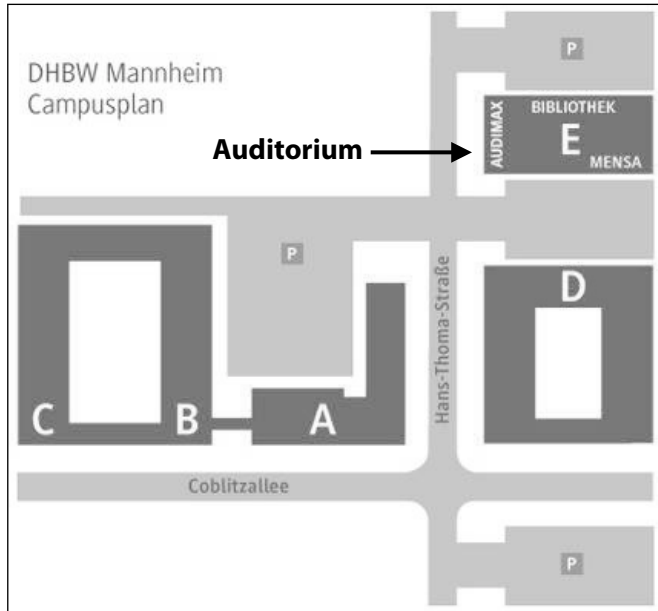 DHBW Mannheim
Campusplan
P
AUDIMAX
BIBLIOTHEK
E
MENSA
Auditorium
P
Hans-Thoma-Straße
D
C
B
A
Coblitzallee
P